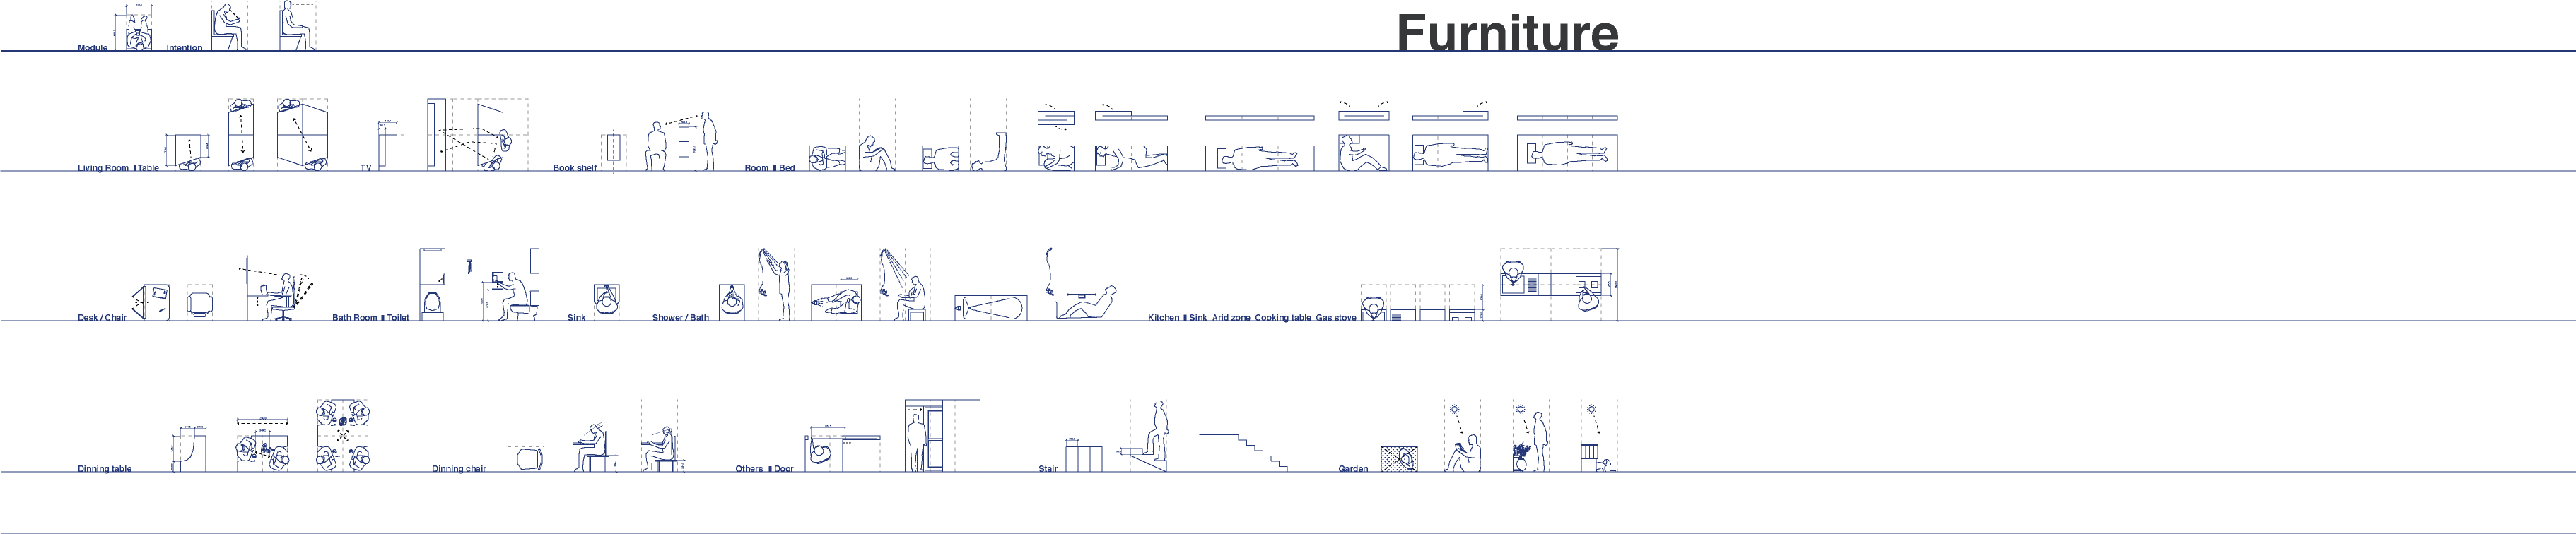 Furniture
Module Intention
Living Room ▮Table TV Book shelf Room ▮ Bed
Desk / Chair Bath Room ▮ Toilet Sink Shower / Bath Kitchen ▮ Sink Arid zone Cooking table Gas stove
Dinning table Dinning chair Others ▮ Door Stair Garden